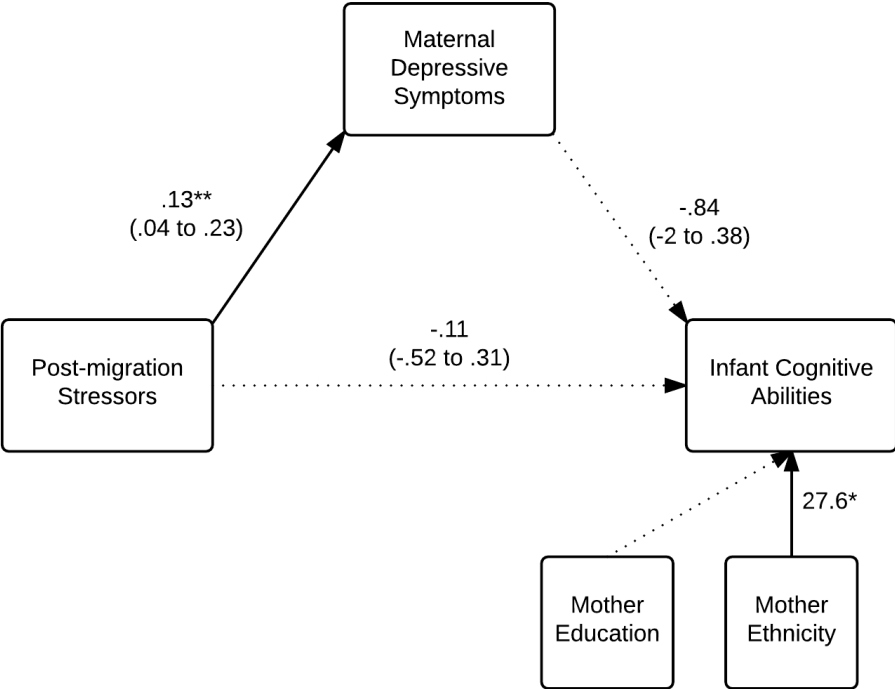 Maternal
Depressive
Symptoms
.13**
(.04 to .23)
-.84
(-2 to .38)
-.11
(-.52 to .31)
Post-migration
Stressors
Infant Cognitive
Abilities
27.6*
Mother
Education
Mother
Ethnicity